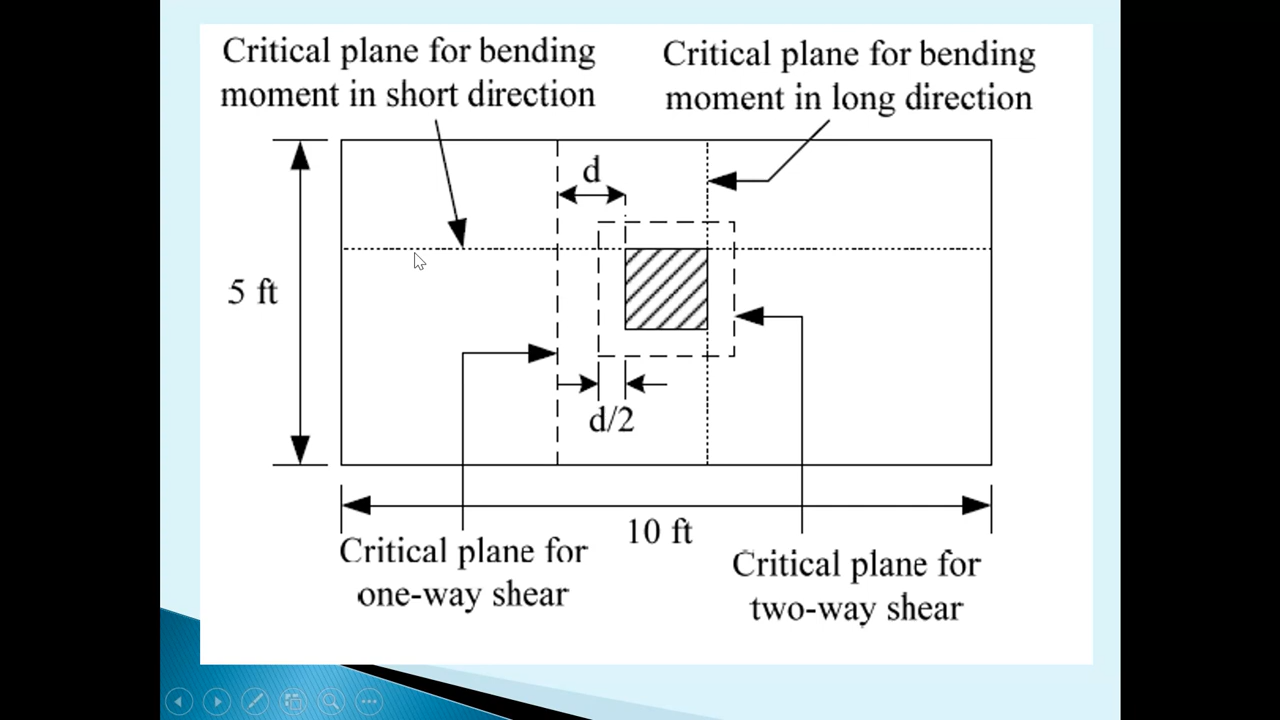 Critical plane for bending
moment in short direction
Critical plane for bending
moment in long direction
d
5 ft
d/2
10 ft
Critical plane for
one-way shear
Critical plane for
two-way shear